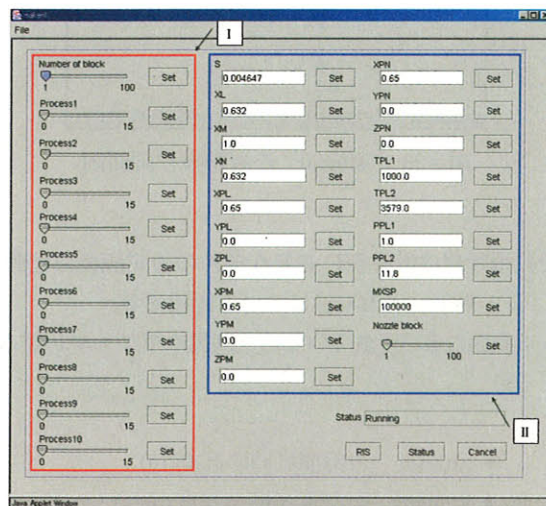 I
File
Number of block
1 100
Set
Process1
0 15
Set
Process2
0 15
Set
Process3
0 15
Set
Process4
0 15
Set
Process5
0 15
Set
Process6
0 15
Set
Process7
0 15
Set
Process8
0 15
Set
Process9
0 15
Set
Process10
0 15
Set
S
0.004647 Set
XL
0.632 Set
XM
1.0 Set
XN
0.632 Set
XPL
0.65 Set
YPL
0.0 Set
ZPL
0.0 Set
XPM
0.65 Set
YPM
0.0 Set
ZPM
0.0 Set
XPN
0.65 Set
YPN
0.0 Set
ZPN
0.0 Set
TPL1
1000.0 Set
TPL2
3579.0 Set
PPL1
1.0 Set
PPL2
11.8 Set
MXSP
100000 Set
Nozzle block
1 100
Set
II
Status Running
RIS Status Cancel
Java Applet Window